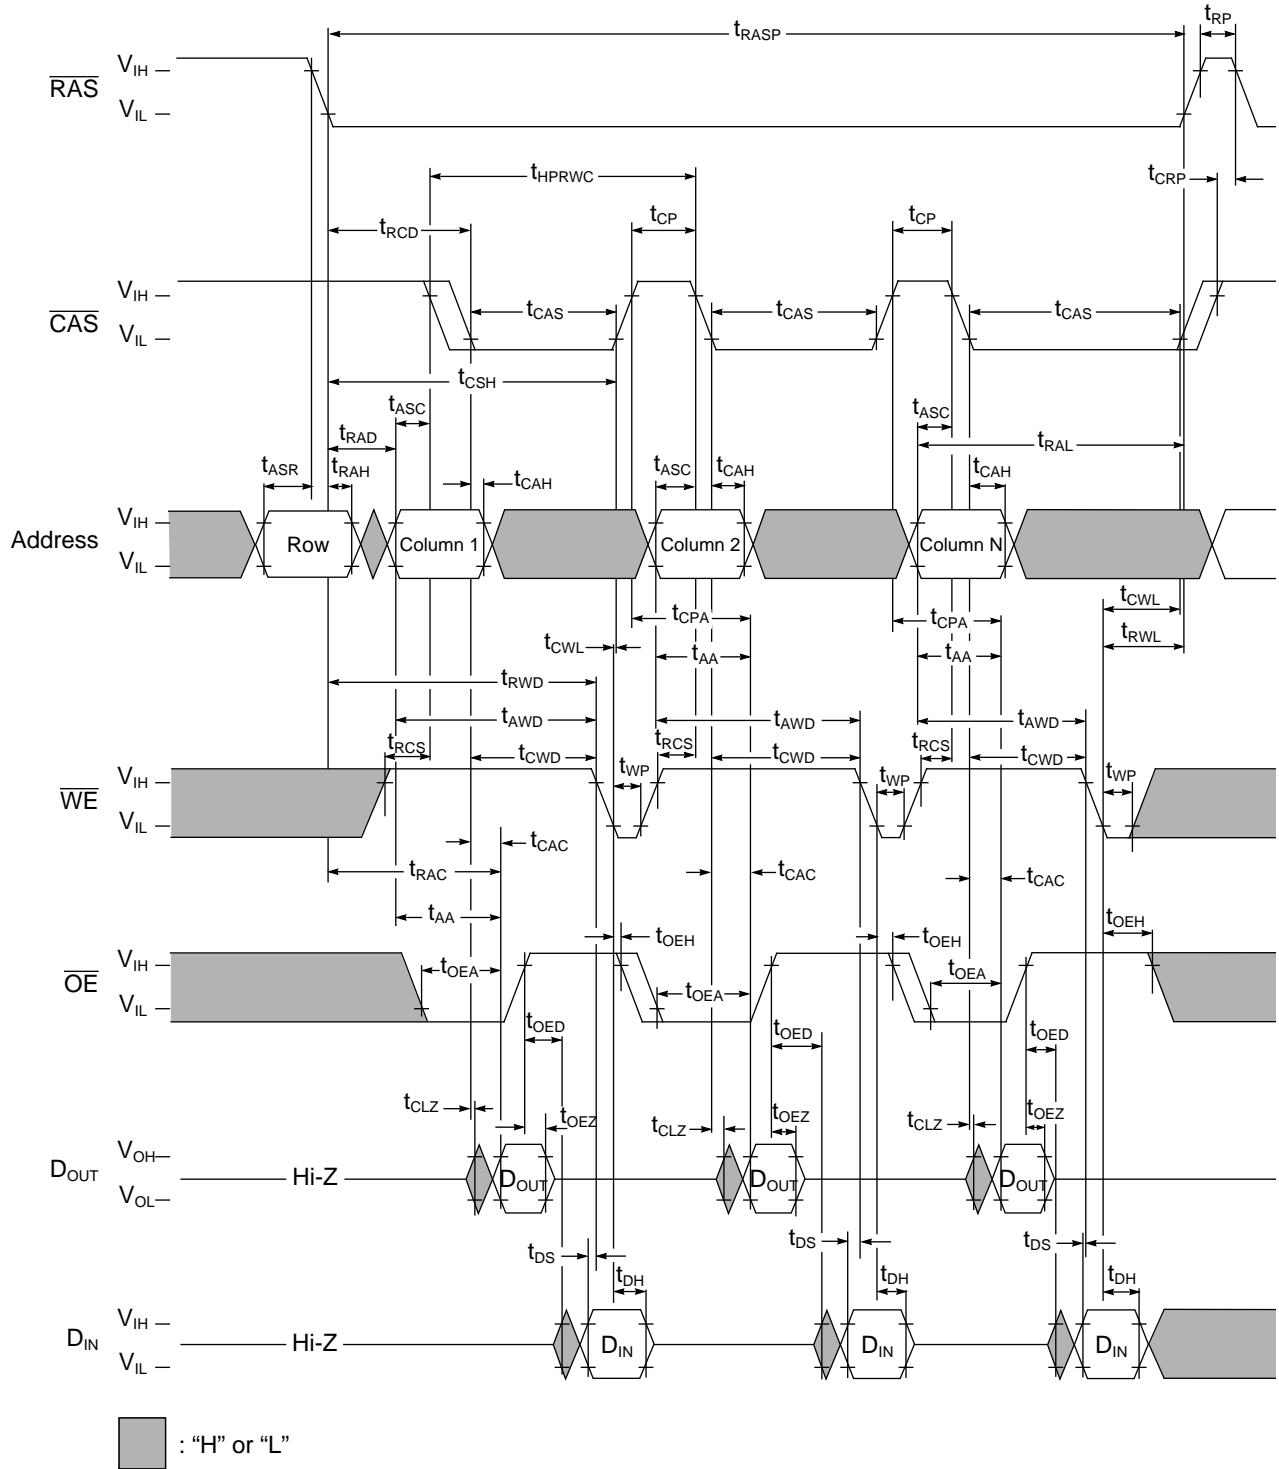 tRASP
tRP
RAS
VIH
VIL
tHPRWC
tCRP
tRCD
tCP
tCP
CAS
VIH
VIL
tCAS
tCAS
tCAS
tCSH
tASC
tASC
tRAD
tRAL
tASR
tRAH
tCAH
tASC
tCAH
tCAH
Address
VIH
VIL
Row
Column 1
Column 2
Column N
tCWL
tCPA
tCPA
tCWL
tRWL
tAA
tAA
tRWD
tAWD
tAWD
tAWD
tRCS
tCWD
tRCS
tCWD
tRCS
tCWD
WE
VIH
VIL
tWP
tWP
tWP
tCAC
tRAC
tCAC
tCAC
tAA
tOEH
tOEH
tOEH
OE
VIH
VIL
tOEA
tOEA
tOEA
tOED
tOED
tOED
tCLZ
tOEZ
tCLZ
tOEZ
tCLZ
tOEZ
DOUT
VOH
VOL
Hi-Z
DOUT
DOUT
DOUT
tDS
tDS
tDS
tDH
tDH
tDH
DIN
VIH
VIL
Hi-Z
DIN
DIN
DIN
: “H” or “L”